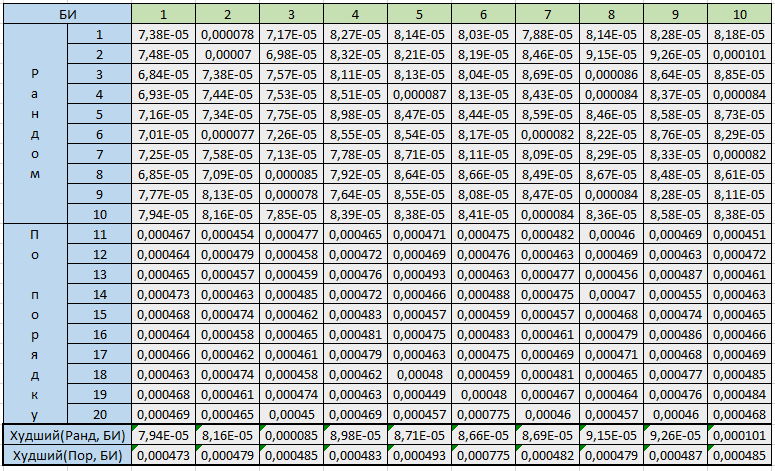 БИ 1 2 3 4 5 6 7 8 9 10
Рандом
1 7,38E-05 0,000078 7,17E-05 8,27E-05 8,14E-05 8,03E-05 7,88E-05 8,14E-05 8,28E-05 8,18E-05
2 7,48E-05 0,00007 6,98E-05 8,32E-05 8,21E-05 8,19E-05 8,46E-05 9,15E-05 9,26E-05 0,000101
3 6,84E-05 7,38E-05 7,57E-05 8,11E-05 8,13E-05 8,04E-05 8,69E-05 0,000086 8,64E-05 8,85E-05
4 6,93E-05 7,44E-05 7,53E-05 8,51E-05 0,000087 8,13E-05 8,43E-05 0,000084 8,37E-05 0,000084
5 7,16E-05 7,34E-05 7,75E-05 8,98E-05 8,47E-05 8,44E-05 8,59E-05 8,46E-05 8,58E-05 8,73E-05
6 7,01E-05 0,000077 7,26E-05 8,55E-05 8,54E-05 8,17E-05 0,000082 8,22E-05 8,76E-05 8,29E-05
7 7,25E-05 7,58E-05 7,13E-05 7,78E-05 8,71E-05 8,11E-05 8,09E-05 8,29E-05 8,33E-05 0,000082
8 6,85E-05 7,09E-05 0,000085 7,92E-05 8,64E-05 8,66E-05 8,49E-05 8,67E-05 8,48E-05 8,61E-05
9 7,77E-05 8,13E-05 0,000078 7,64E-05 8,55E-05 8,08E-05 8,47E-05 0,000084 8,28E-05 8,11E-05
10 7,94E-05 8,16E-05 7,85E-05 8,39E-05 8,38E-05 8,41E-05 0,000084 8,36E-05 8,58E-05 8,38E-05
По порядку
11 0,000467 0,000454 0,000477 0,000465 0,000471 0,000475 0,000482 0,00046 0,000469 0,000451
12 0,000464 0,000479 0,000458 0,000472 0,000469 0,000476 0,000463 0,000469 0,000463 0,000472
13 0,000465 0,000457 0,000459 0,000476 0,000493 0,000463 0,000477 0,000456 0,000487 0,000461
14 0,000473 0,000463 0,000485 0,000472 0,000466 0,000488 0,000475 0,00047 0,000455 0,000463
15 0,000468 0,000474 0,000462 0,000483 0,000457 0,000459 0,000457 0,000468 0,000474 0,000465
16 0,000464 0,000458 0,000465 0,000481 0,000475 0,000483 0,000461 0,000479 0,000486 0,000466
17 0,000466 0,000462 0,000461 0,000479 0,000463 0,000475 0,000469 0,000471 0,000468 0,000469
18 0,000463 0,000474 0,000458 0,000462 0,00048 0,000459 0,000481 0,000465 0,000477 0,000485
19 0,000468 0,000461 0,000474 0,000463 0,000449 0,00048 0,000467 0,000464 0,000476 0,000484
20 0,000469 0,000465 0,00045 0,000469 0,000457 0,000775 0,00046 0,000457 0,00046 0,000468
Худший(Ранд, БИ) 7,94E-05 8,16E-05 0,000085 8,98E-05 8,71E-05 8,66E-05 8,69E-05 9,15E-05 9,26E-05 0,000101
Худший(Пор, БИ) 0,000473 0,000479 0,000485 0,000483 0,000493 0,000775 0,000482 0,000479 0,000487 0,000485